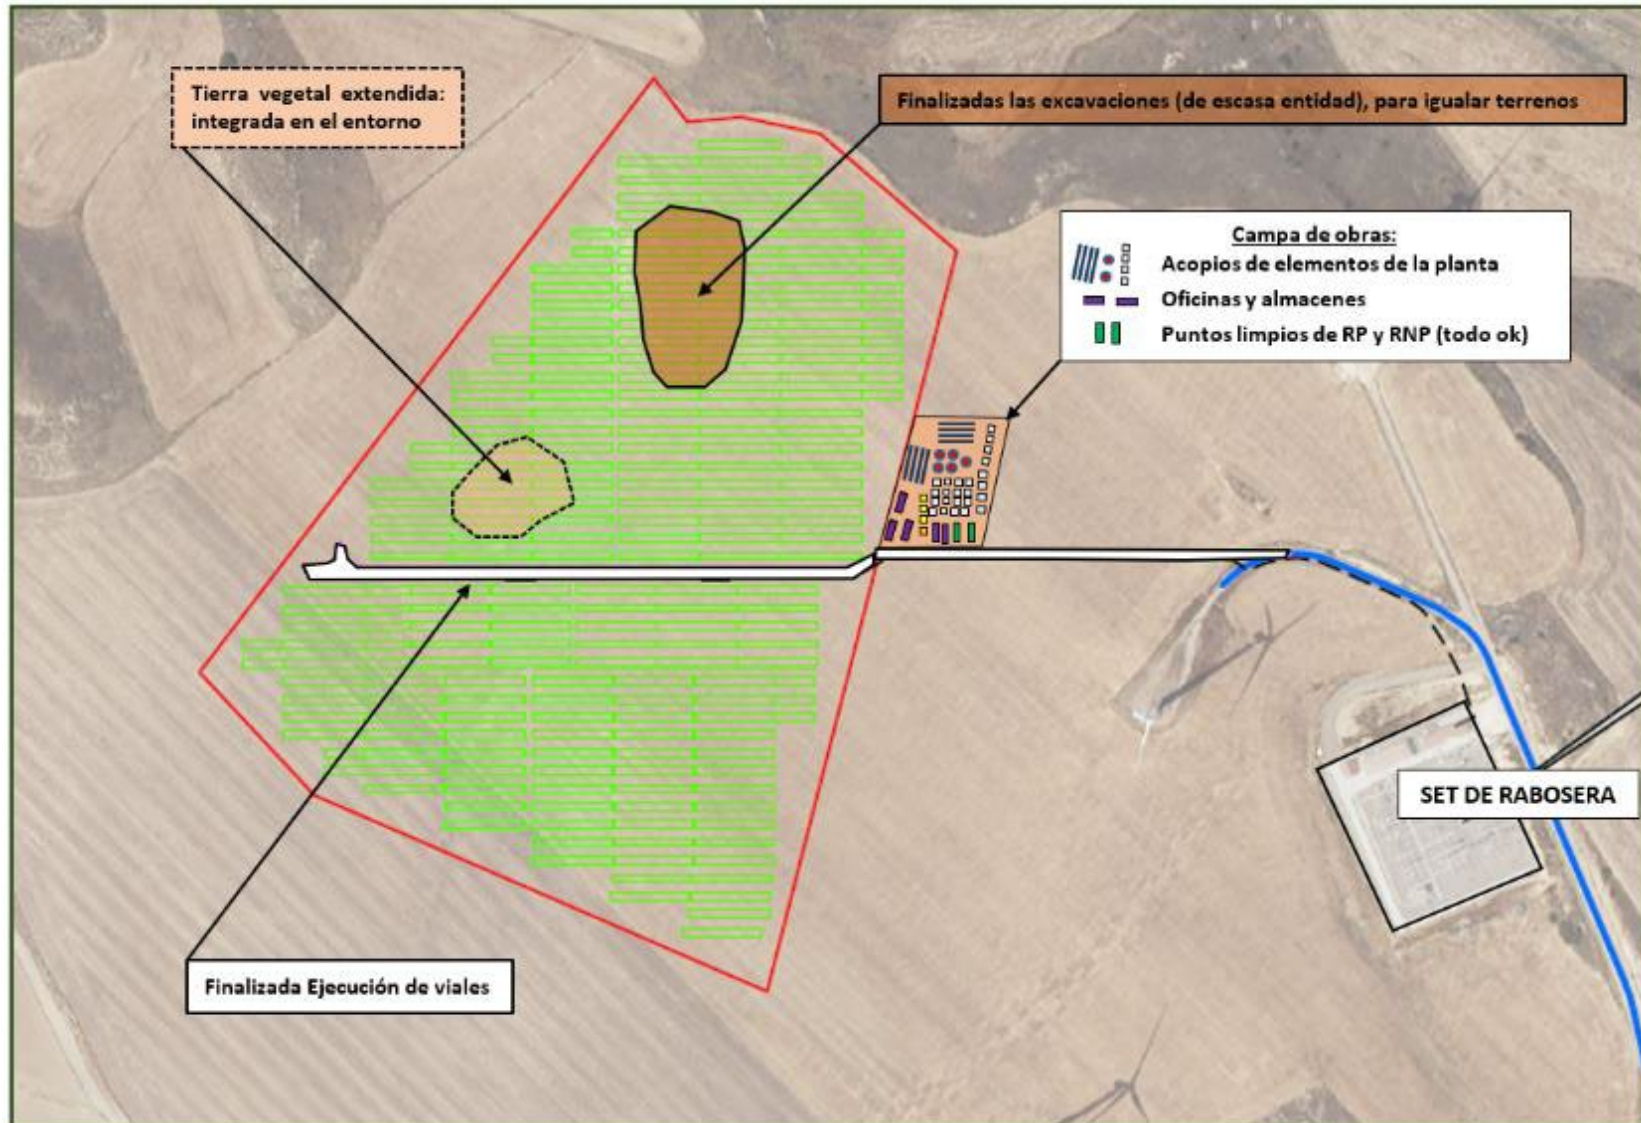 Tierra vegetal extendida:
integrada en el entorno
Finalizadas las excavaciones (de escasa entidad), para igualar terrenos
Campa de obras:
Acopios de elementos de la planta
Oficinas y almacenes
Puntos limpios de RP y RNP (todo ok)
SET DE RABOSERA
Finalizada Ejecución de viales